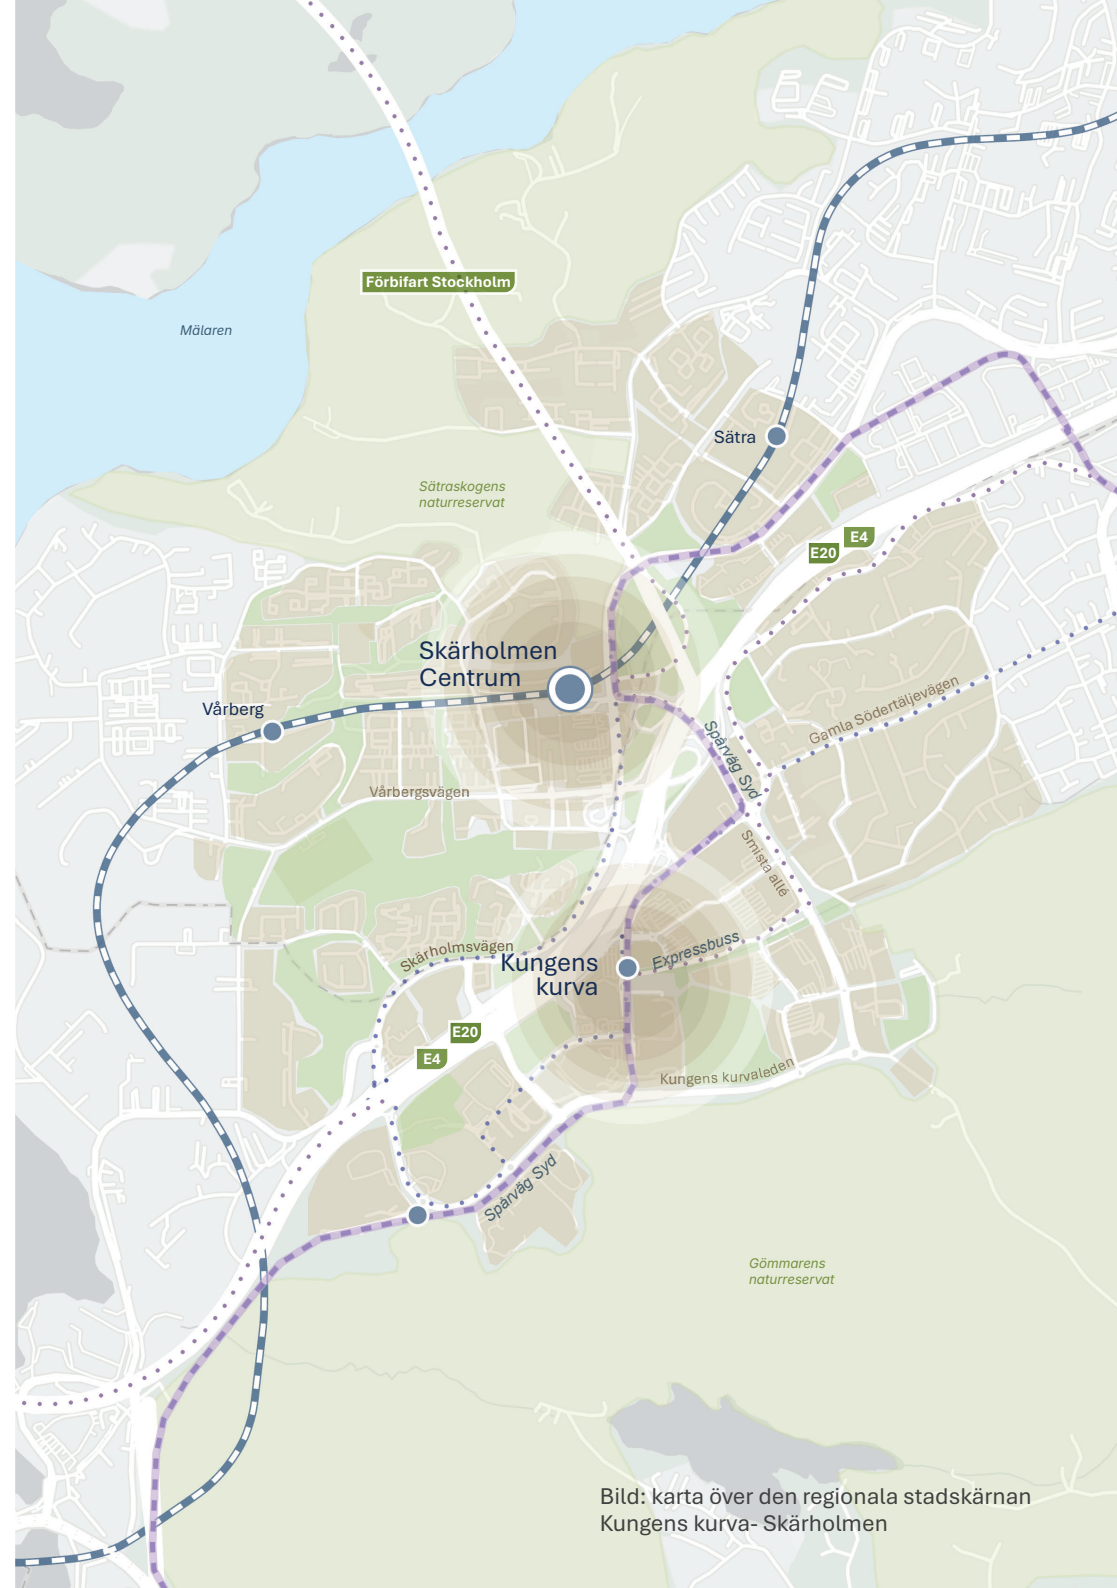 Förbifart Stockholm
Mälaren
Sätra
Sätraskogens
naturreservat
E4
E20
Skärholmen
Centrum
Vårberg
Gamla Södertäljevägen
Spårväg Syd
Vårbergsvägen
Smista allé
Skärholmsvägen
Expressbuss
Kungens
kurva
E20
E4
Kungens kurvaleden
Spårväg Syd
Gömmarens
naturreservat
Bild: karta över den regionala stadskärnan
Kungens kurva- Skärholmen